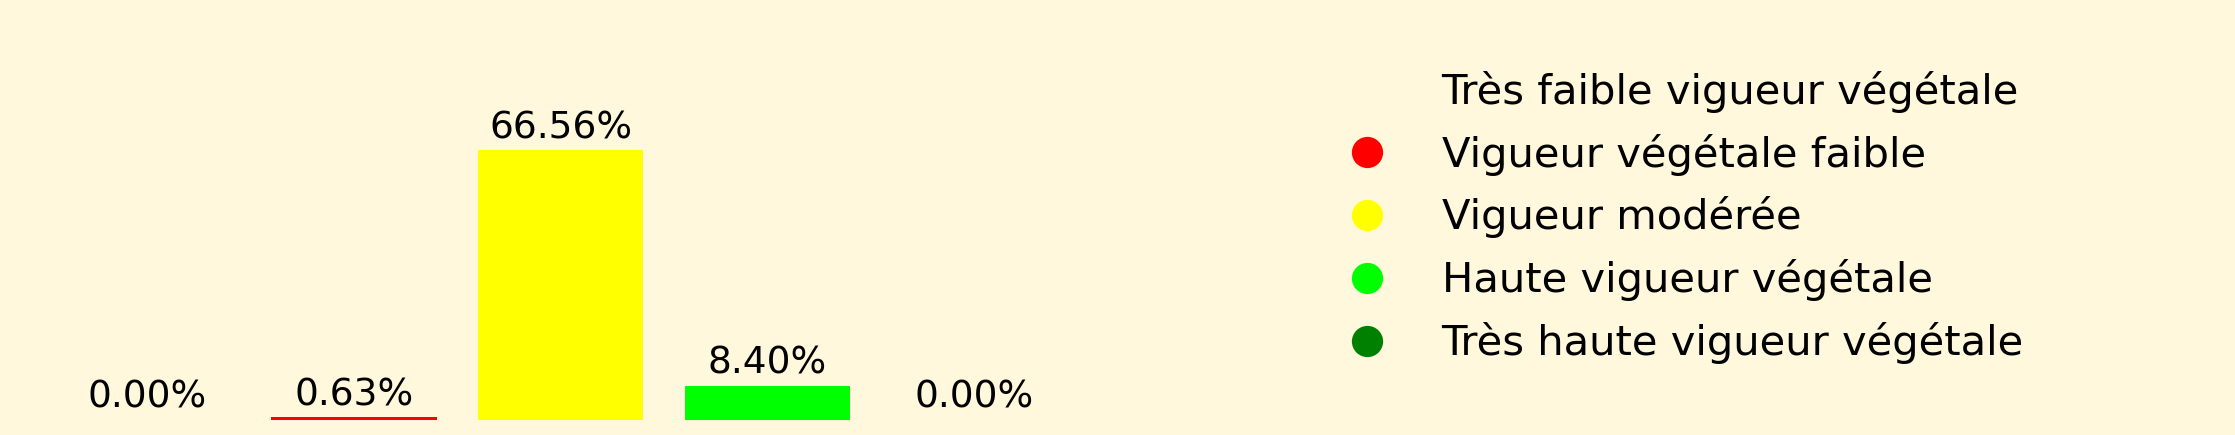 0.00%
0.63%
66.56%
8.40%
0.00%
Très faible vigueur végétale
Vigueur végétale faible
Vigueur modérée
Haute vigueur végétale
Très haute vigueur végétale